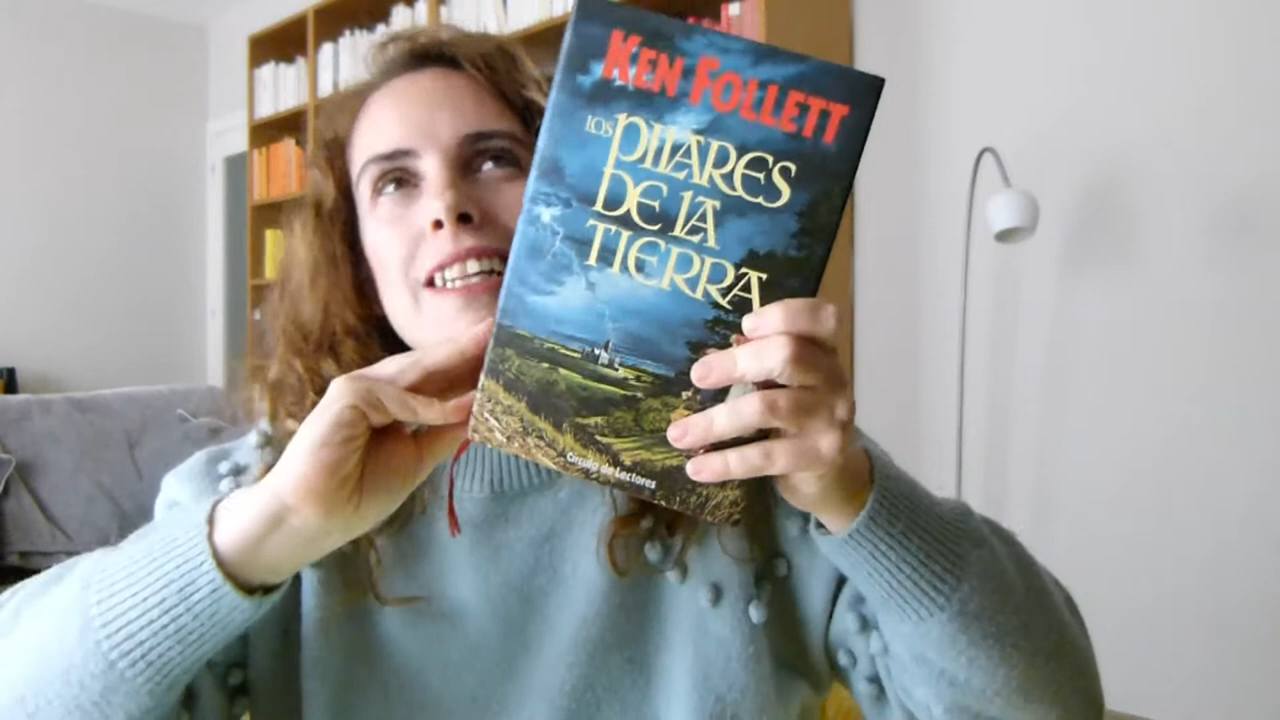 KEN FOLLETT
LOS PILARES
DE LA
TIERRA
Círculo de Lectores